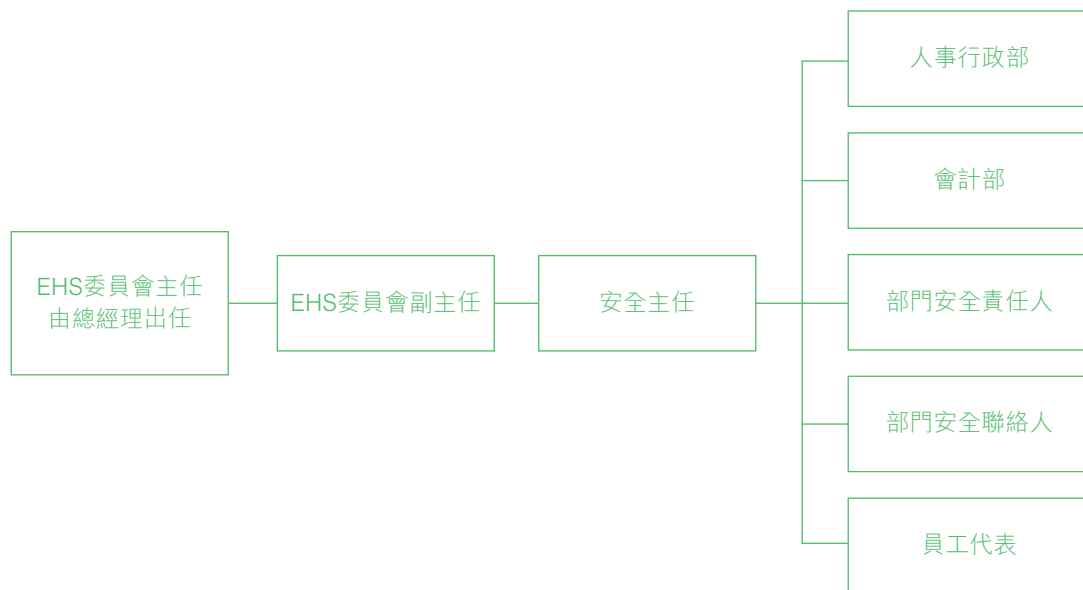 EHS委員會主任
由總經理出任
EHS委員會副主任
安全主任
人事行政部
會計部
部門安全責任人
部門安全聯絡人
員工代表